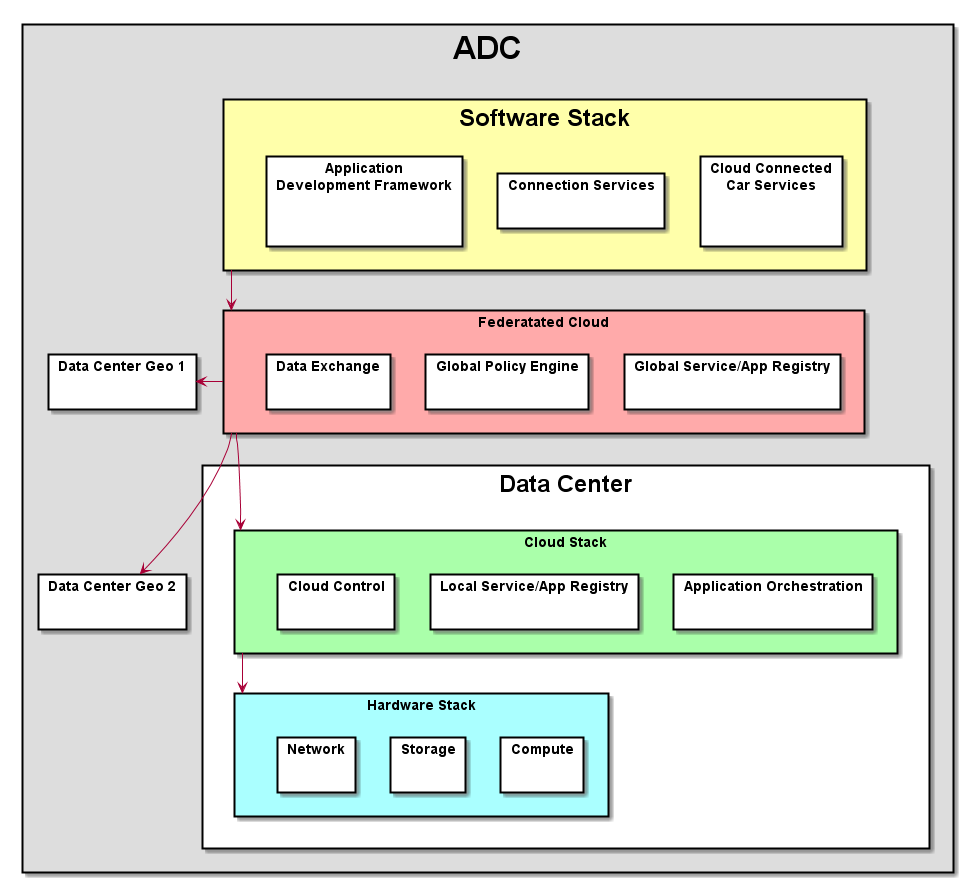 ADC
Software Stack
Application
Development Framework
Connection Services
Cloud Connected
Car Services
Federatated Cloud
Data Center Geo 1
Data Exchange
Global Policy Engine
Global Service/App Registry
Data Center
Cloud Stack
Data Center Geo 2
Cloud Control
Local Service/App Registry
Application Orchestration
Hardware Stack
Network
Storage
Compute